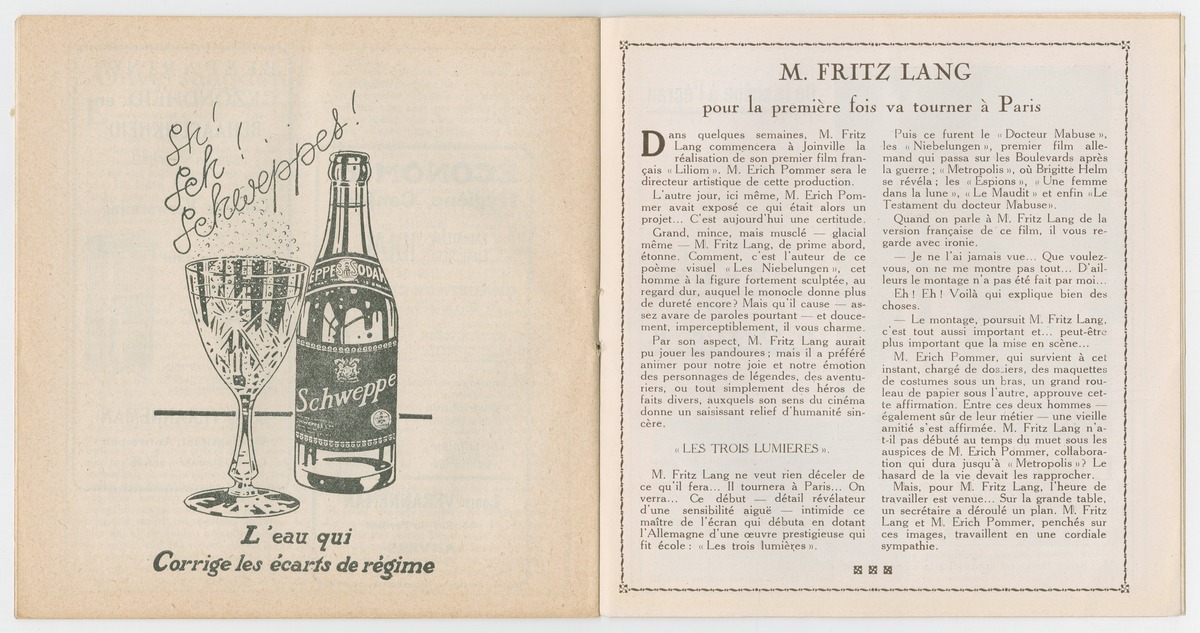 Sh!
Sch!
Schweppes!
EPPES SODA
Schweppe
L'eau qui
Corrige les écarts de régime
M. FRITZ LANG
pour la première fois va tourner à Paris
Dans quelques semaines, M. Fritz
Lang commencera à Joinville la
réalisation de son premier film fran-
çais « Liliom ». M. Erich Pommer sera le
directeur artistique de cette production.
L'autre jour, ici même, M. Erich Pom-
mer avait exposé ce qui était alors un
projet... C'est aujourd'hui une certitude.
Grand, mince, mais musclé — glacial
même — M. Fritz Lang, de prime abord,
étonne. Comment, c'est l'auteur de ce
poème visuel « Les Niebelungen », cet
homme à la figure fortement sculptée, au
regard dur, auquel le monocle donne plus
de dureté encore? Mais qu'il cause — as-
sez avare de paroles pourtant — et douce-
ment, imperceptiblement, il vous charme.
Par son aspect, M. Fritz Lang aurait
pu jouer les pandoures; mais il a préféré
animer pour notre joie et notre émotion
des personnages de légendes, des aventu-
riers, ou tout simplement des héros de
faits divers, auxquels son sens du cinéma
donne un saisissant relief d'humanité sin-
cère.
« LES TROIS LUMIERES ».
M. Fritz Lang ne veut rien déceler de
ce qu'il fera... Il tournera à Paris... On
verra... Ce début — détail révélateur
d'une sensibilité aiguë — intimide ce
maître de l'écran qui débuta en dotant
l'Allemagne d'une œuvre prestigieuse qui
fit école : « Les trois lumières ».
Puis ce furent le « Docteur Mabuse »,
les « Niebelungen », premier film alle-
mand qui passa sur les Boulevards après
la guerre; « Metropolis », où Brigitte Helm
se révéla; les « Espions », « Une femme
dans la lune », « Le Maudit » et enfin «Le
Testament du docteur Mabuse».
Quand on parle à M. Fritz Lang de la
version française de ce film, il vous re-
garde avec ironie.
— Je ne l'ai jamais vue... Que voulez-
vous, on ne me montre pas tout... D'ail-
leurs le montage n'a pas été fait par moi...
Eh! Eh! Voilà qui explique bien des
choses.
— Le montage, poursuit M. Fritz Lang,
c'est tout aussi important et... peut-être
plus important que la mise en scène...
M. Erich Pommer, qui survient à cet
instant, chargé de dossiers, des maquettes
de costumes sous un bras, un grand rou-
leau de papier sous l'autre, approuve cet-
te affirmation. Entre ces deux hommes —
également sûr de leur métier — une vieille
amitié s'est affirmée. M. Fritz Lang n'a-
t-il pas débuté au temps du muet sous les
auspices de M. Erich Pommer, collabora-
tion qui dura jusqu'à « Metropolis »? Le
hasard de la vie devait les rapprocher.
Mais, pour M. Fritz Lang, l'heure de
travailler est venue... Sur la grande table,
un secrétaire a déroulé un plan. M. Fritz
Lang et M. Erich Pommer, penchés sur
ces images, travaillent en une cordiale
sympathie.